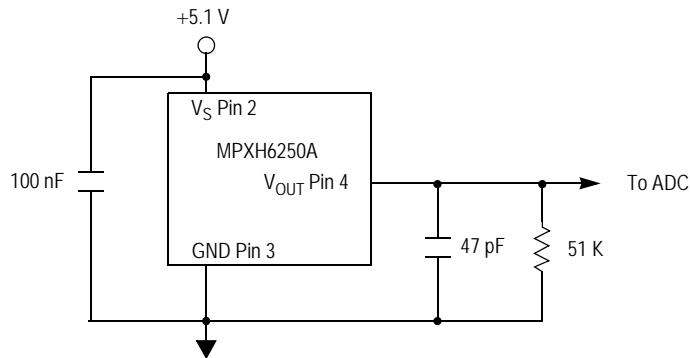 +5.1 V
V_S Pin 2
MPXH6250A
100 nF
V_OUT Pin 4
To ADC
GND Pin 3
47 pF
51 K